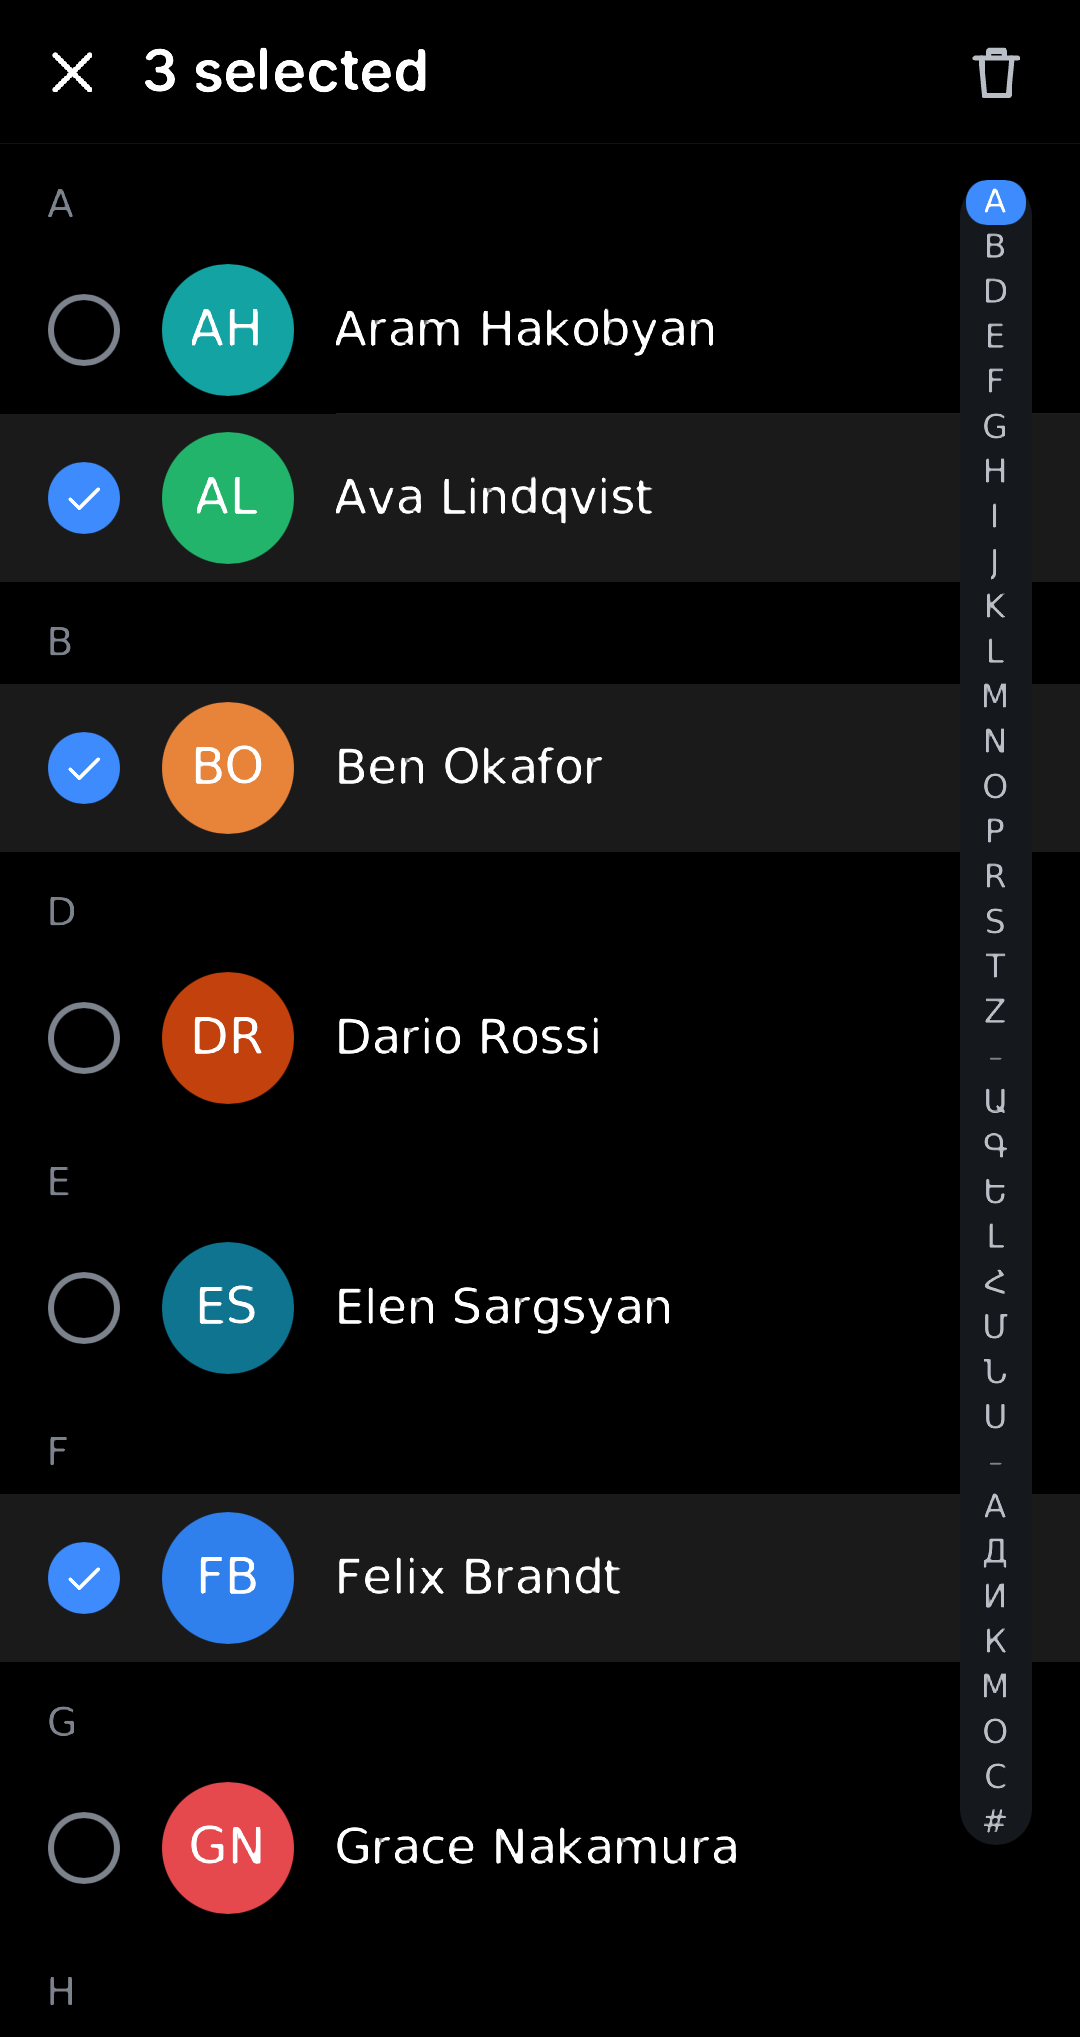 3 selected
A
AH Aram Hakobyan
AL Ava Lindqvist
B
BO Ben Okafor
D
DR Dario Rossi
E
ES Elen Sargsyan
F
FB Felix Brandt
G
GN Grace Nakamura
H
A
B
D
E
F
G
H
I
J
K
L
M
N
O
P
R
S
T
Z
–
Ա
Գ
Ե
Լ
Հ
Մ
Ն
Ս
–
А
Д
И
К
М
О
С
#